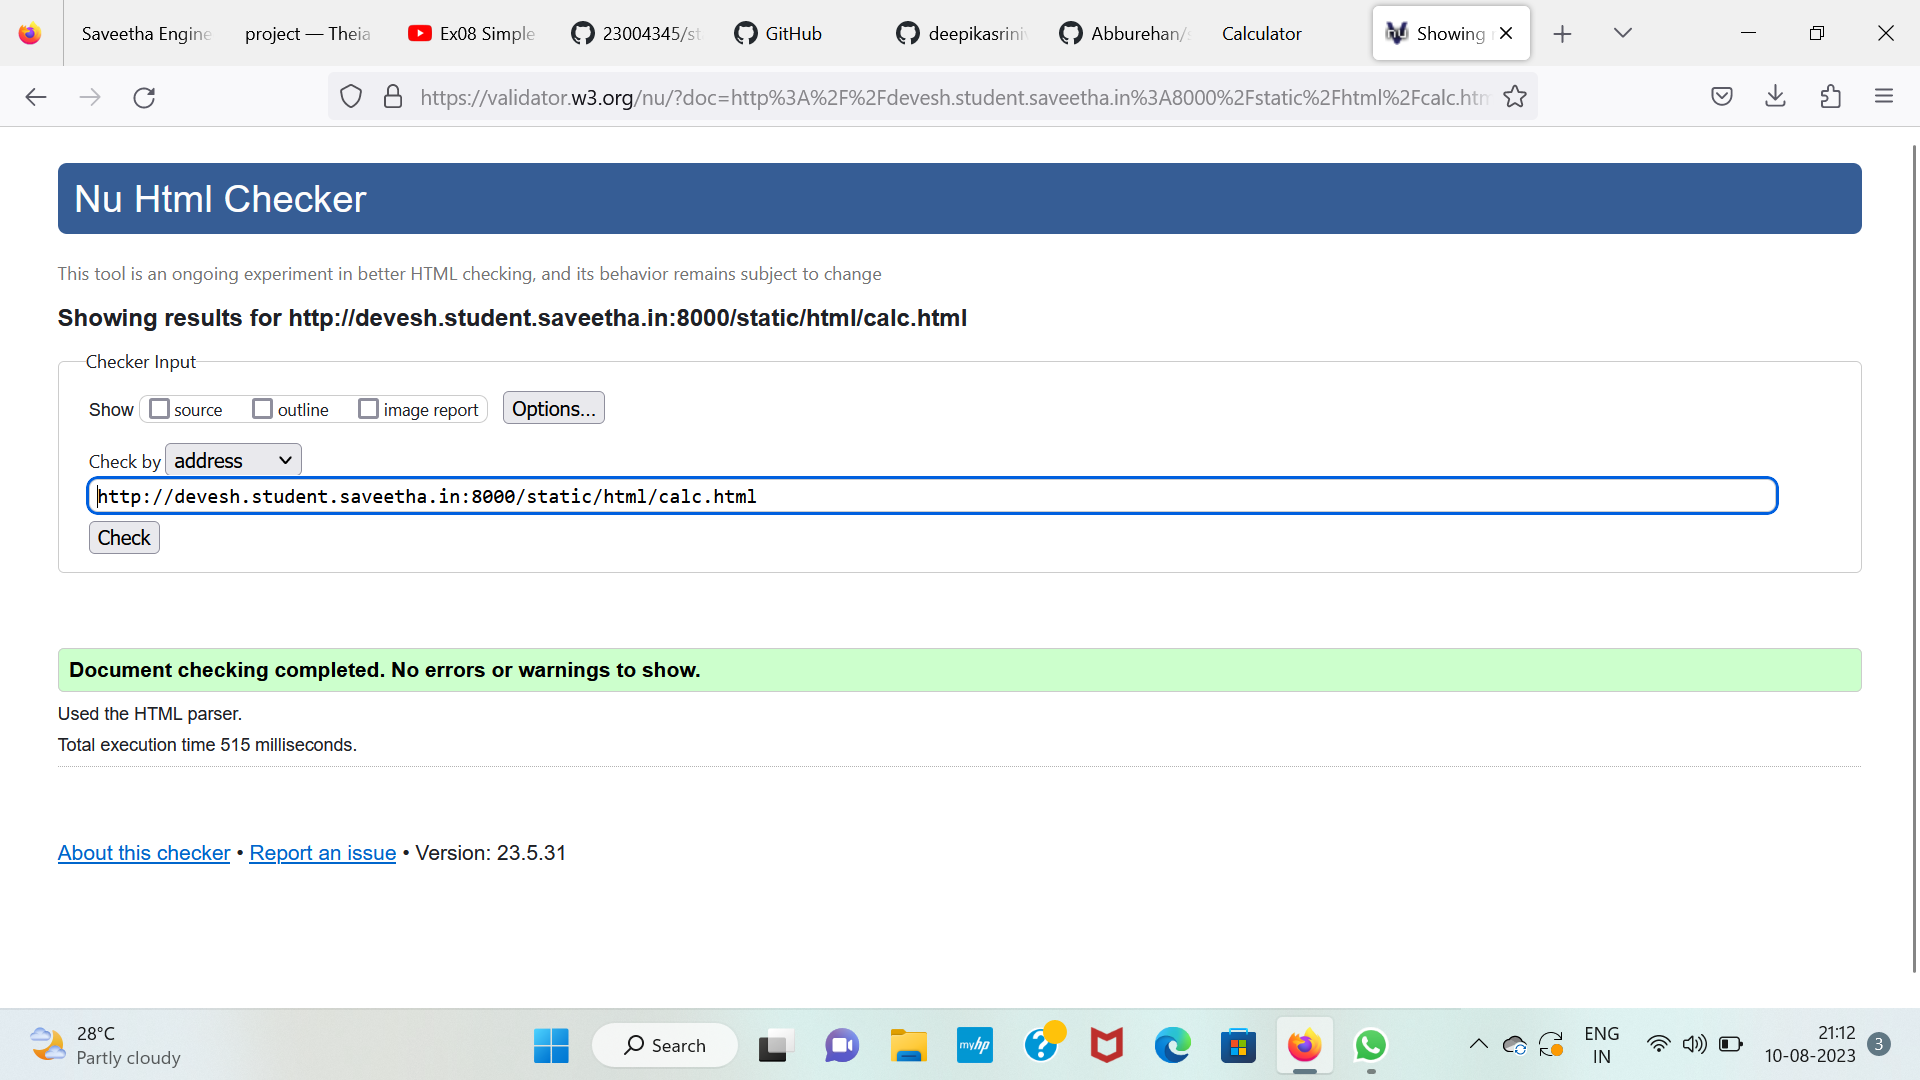 Saveetha Engine
project — Theia
Ex08 Simple
23004345/st
GitHub
deepikasriniv
Abburehan/s
Calculator
Showing
https://validator.w3.org/nu/?doc=http%3A%2F%2Fdevesh.student.saveetha.in%3A8000%2Fstatic%2Fhtml%2Fcalc.htm
Nu Html Checker
This tool is an ongoing experiment in better HTML checking, and its behavior remains subject to change
Showing results for http://devesh.student.saveetha.in:8000/static/html/calc.html
Checker Input
Show source outline image report Options...
Check by address
http://devesh.student.saveetha.in:8000/static/html/calc.html
Check
Document checking completed. No errors or warnings to show.
Used the HTML parser.
Total execution time 515 milliseconds.
About this checker • Report an issue • Version: 23.5.31
28°C
Partly cloudy
Search
myhp
ENG
IN
21:12
10-08-2023
3